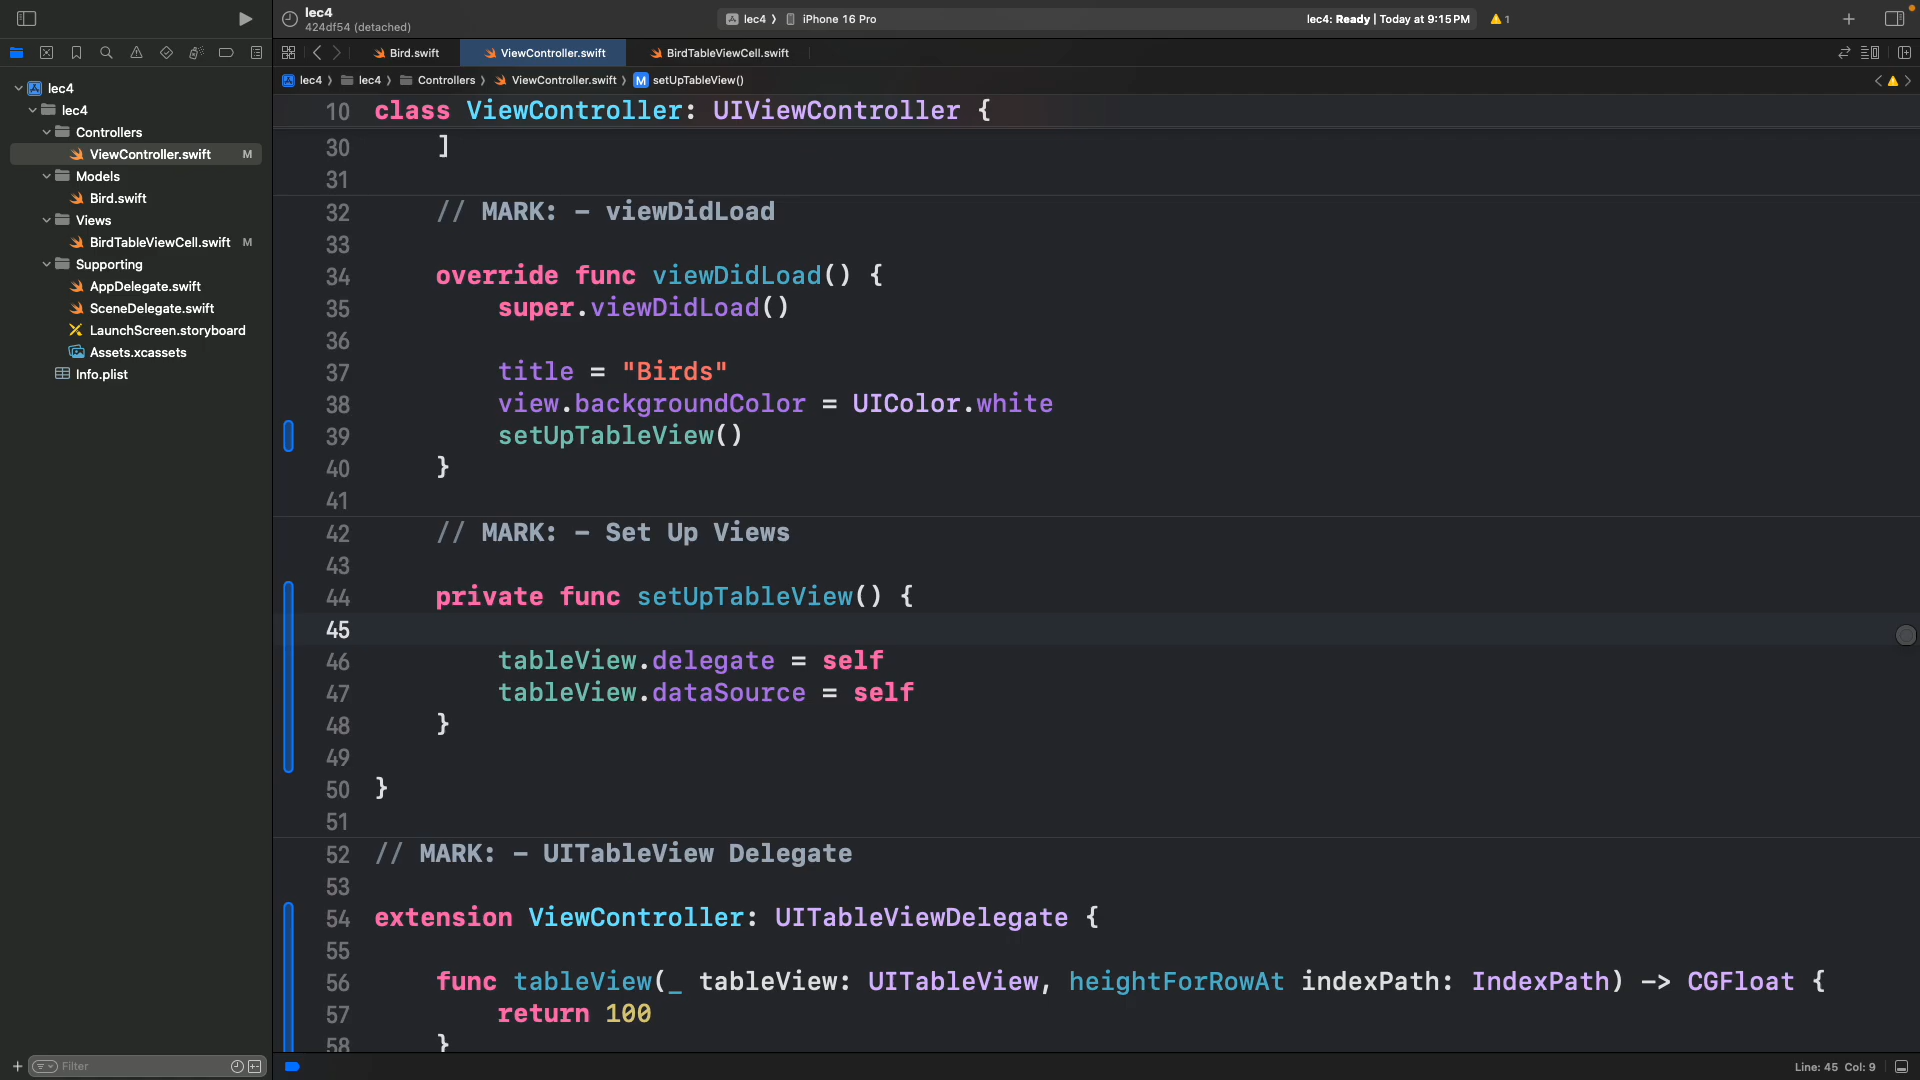 lec4
424df54 (detached)
lec4 〉 iPhone 16 Pro
lec4: Ready | Today at 9:15 PM
1
Bird.swift
ViewController.swift
BirdTableViewCell.swift
lec4 〉 lec4 〉 Controllers 〉 ViewController.swift 〉 M setUpTableView()
lec4
lec4
Controllers
ViewController.swift M
Models
Bird.swift
Views
BirdTableViewCell.swift M
Supporting
AppDelegate.swift
SceneDelegate.swift
LaunchScreen.storyboard
Assets.xcassets
Info.plist
Filter
10 class ViewController: UIViewController {
30 ]
31
32 // MARK: - viewDidLoad
33
34 override func viewDidLoad() {
35 super.viewDidLoad()
36
37 title = "Birds"
38 view.backgroundColor = UIColor.white
39 setUpTableView()
40 }
41
42 // MARK: - Set Up Views
43
44 private func setUpTableView() {
45
46 tableView.delegate = self
47 tableView.dataSource = self
48 }
49
50 }
51
52 // MARK: - UITableView Delegate
53
54 extension ViewController: UITableViewDelegate {
55
56 func tableView(_ tableView: UITableView, heightForRowAt indexPath: IndexPath) -> CGFloat {
57 return 100
58 }
Line: 45 Col: 9